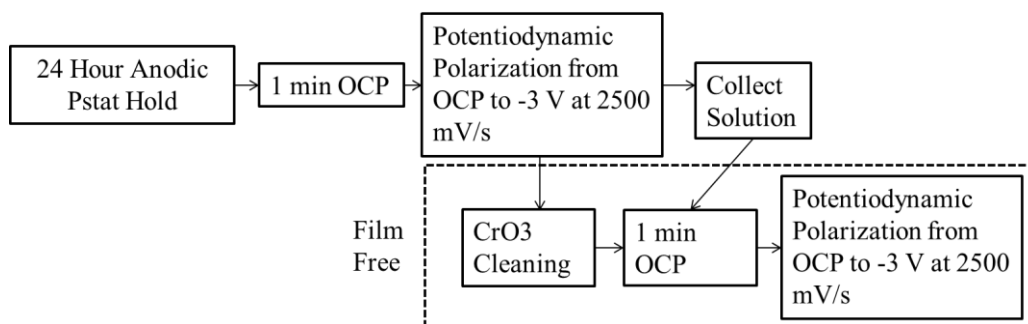 24 Hour Anodic
Pstat Hold
1 min OCP
Potentiodynamic
Polarization from
OCP to -3 V at 2500
mV/s
Collect
Solution
Film
Free
CrO3
Cleaning
1 min
OCP
Potentiodynamic
Polarization from
OCP to -3 V at 2500
mV/s